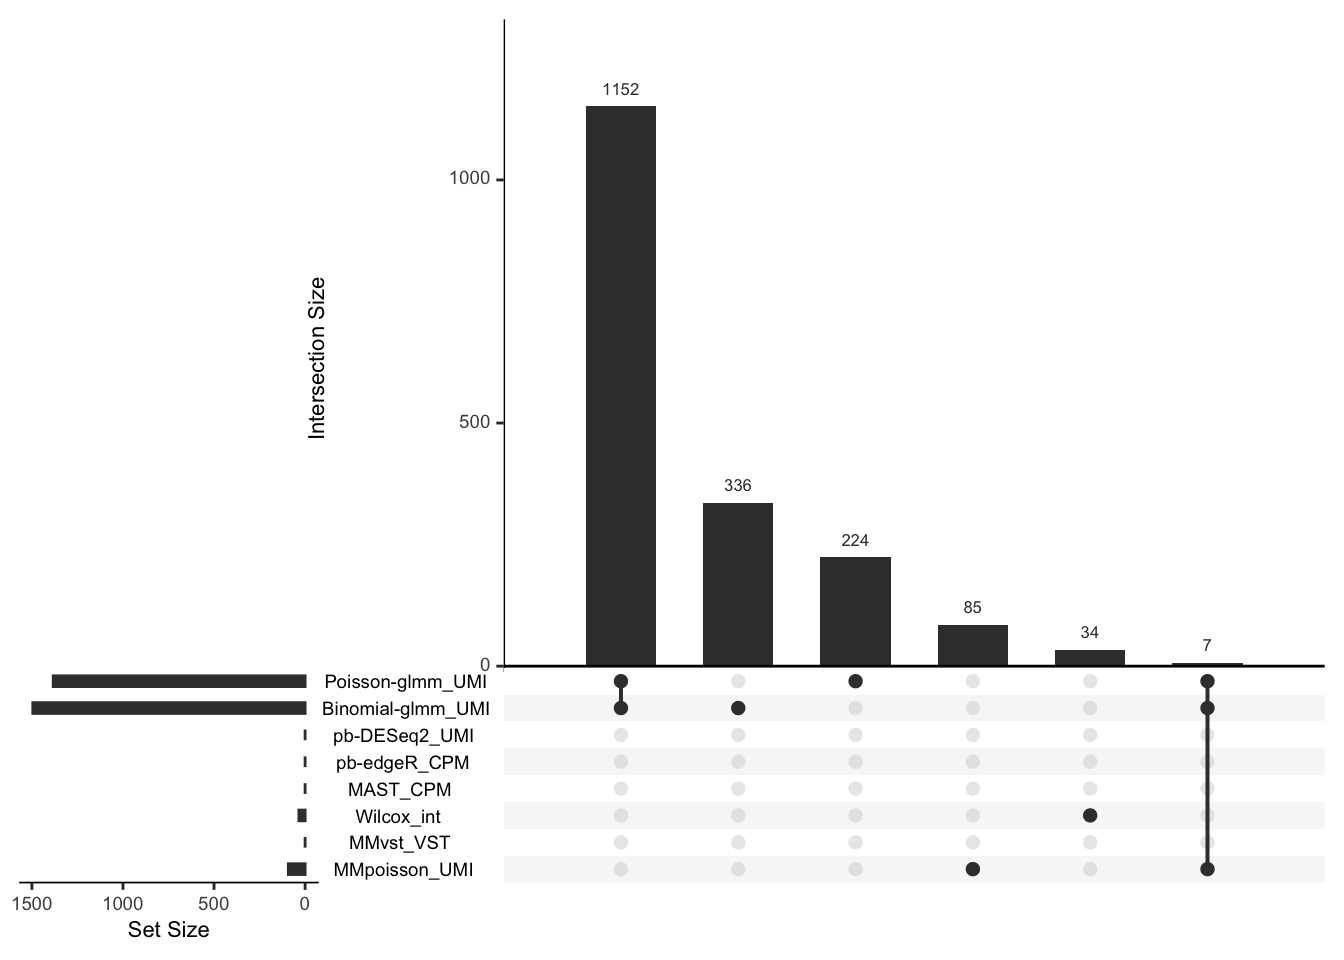 1152
1000
Intersection Size
500
336
224
85
34
7
0
Poisson-glmm_UMI
Binomial-glmm_UMI
pb-DESeq2_UMI
pb-edgeR_CPM
MAST_CPM
Wilcox_int
MMvst_VST
MMpoisson_UMI
1500 1000 500 0
Set Size